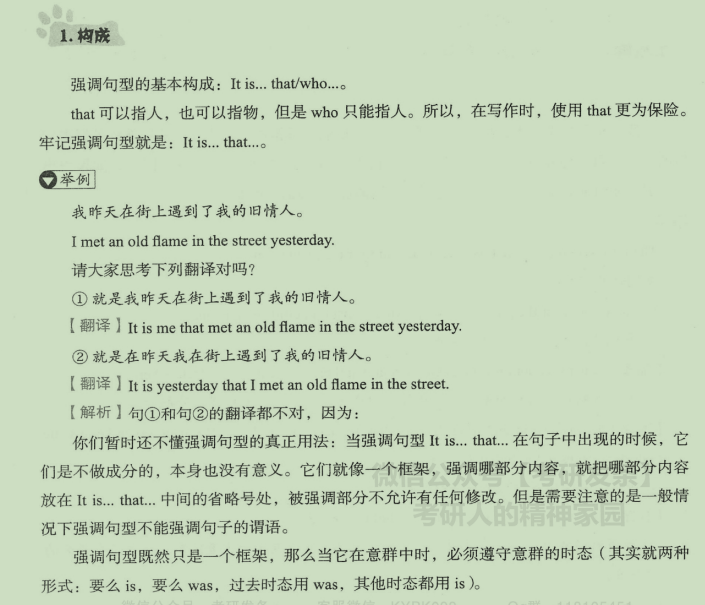 1. 构成
强调句型的基本构成：It is... that/who...。
that 可以指人，也可以指物，但是 who 只能指人。所以，在写作时，使用 that 更为保险。
牢记强调句型就是：It is... that...。
举例
我昨天在街上遇到了我的旧情人。
I met an old flame in the street yesterday.
请大家思考下列翻译对吗？
① 就是我昨天在街上遇到了我的旧情人。
【翻译】It is me that met an old flame in the street yesterday.
② 就是在昨天我在街上遇到了我的旧情人。
【翻译】It is yesterday that I met an old flame in the street.
【解析】句①和句②的翻译都不对，因为：
你们暂时还不懂强调句型的真正用法：当强调句型 It is... that... 在句子中出现的时候，它
们是不做成分的，本身也没有意义。它们就像一个框架，强调哪部分内容，就把哪部分内容
放在 It is... that... 中间的省略号处，被强调部分不允许有任何修改。但是需要注意的是一般情
况下强调句型不能强调句子的谓语。
强调句型既然只是一个框架，那么当它在意群中时，必须遵守意群的时态（其实就两种
形式：要么 is，要么 was，过去时态用 was，其他时态都用 is）。
微信公众号【考研发条】
考研人的精神家园